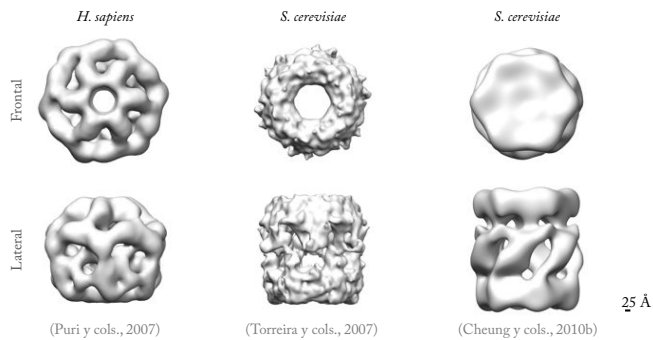 H. sapiens
S. cerevisiae
S. cerevisiae
Frontal
Lateral
25 Å
(Puri y cols., 2007)
(Torreira y cols., 2007)
(Cheung y cols., 2010b)